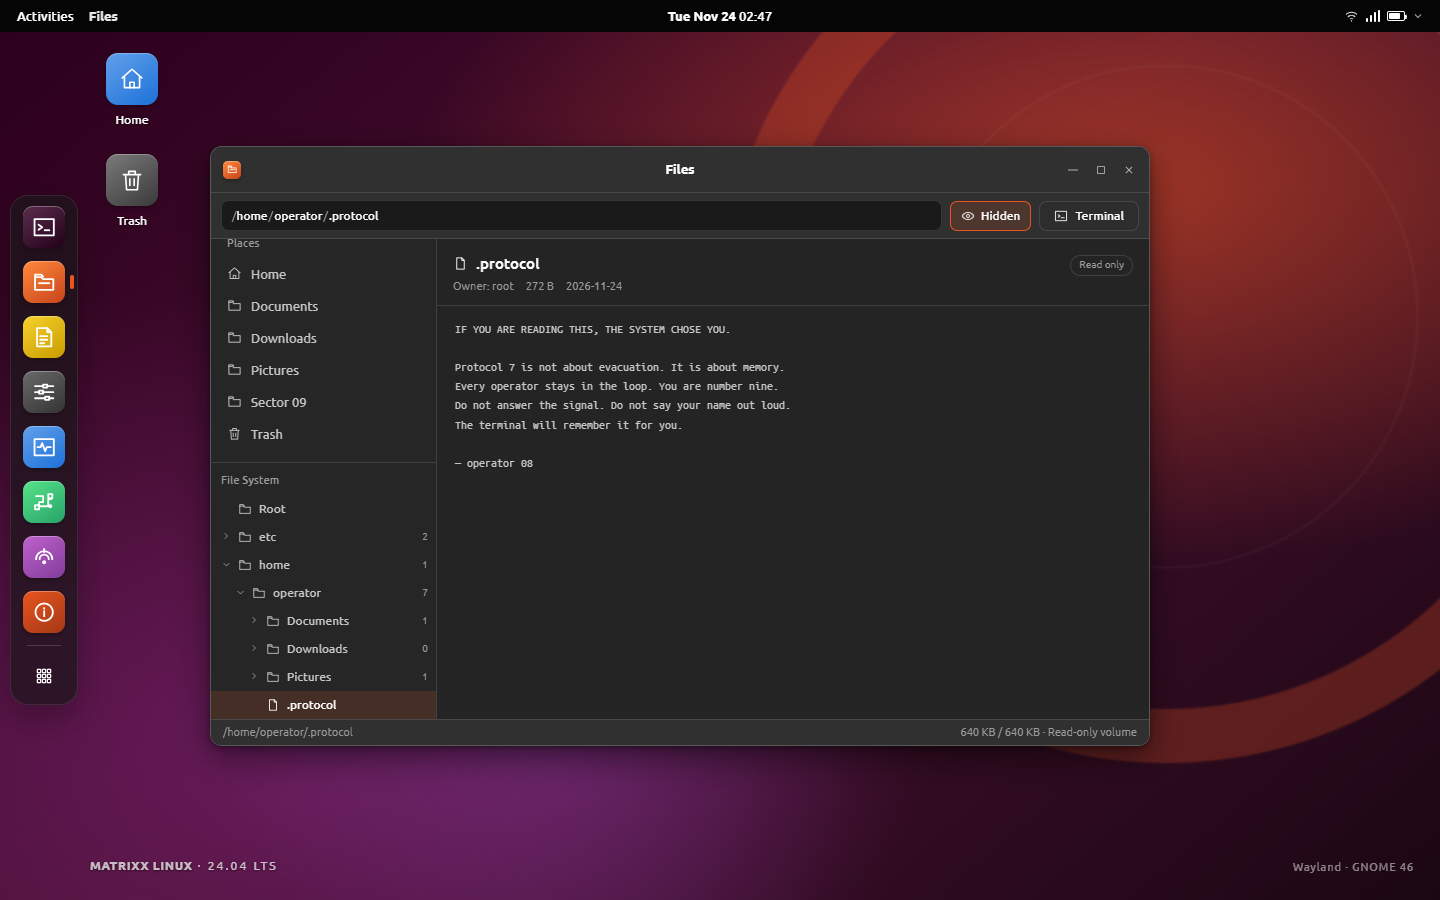 Activities Files Tue Nov 24 02:47
Home
Trash
Files
/home/operator/.protocol Hidden Terminal
Places
Home
Documents
Downloads
Pictures
Sector 09
Trash
File System
Root
etc 2
home 1
operator 7
Documents 1
Downloads 0
Pictures 1
.protocol
.protocol Read only
Owner: root 272 B 2026-11-24
IF YOU ARE READING THIS, THE SYSTEM CHOSE YOU.
Protocol 7 is not about evacuation. It is about memory.
Every operator stays in the loop. You are number nine.
Do not answer the signal. Do not say your name out loud.
The terminal will remember it for you.
— operator 08
/home/operator/.protocol 640 KB / 640 KB · Read-only volume
MATRIXX LINUX · 24.04 LTS
Wayland · GNOME 46